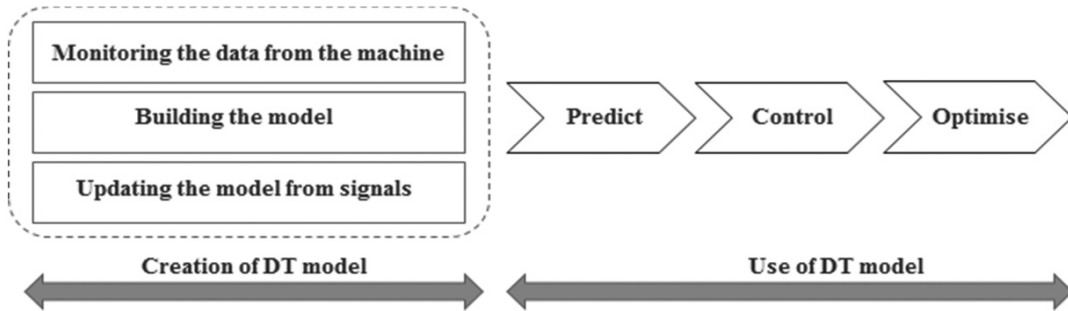 Monitoring the data from the machine
Building the model
Updating the model from signals
Predict
Control
Optimise
Creation of DT model
Use of DT model